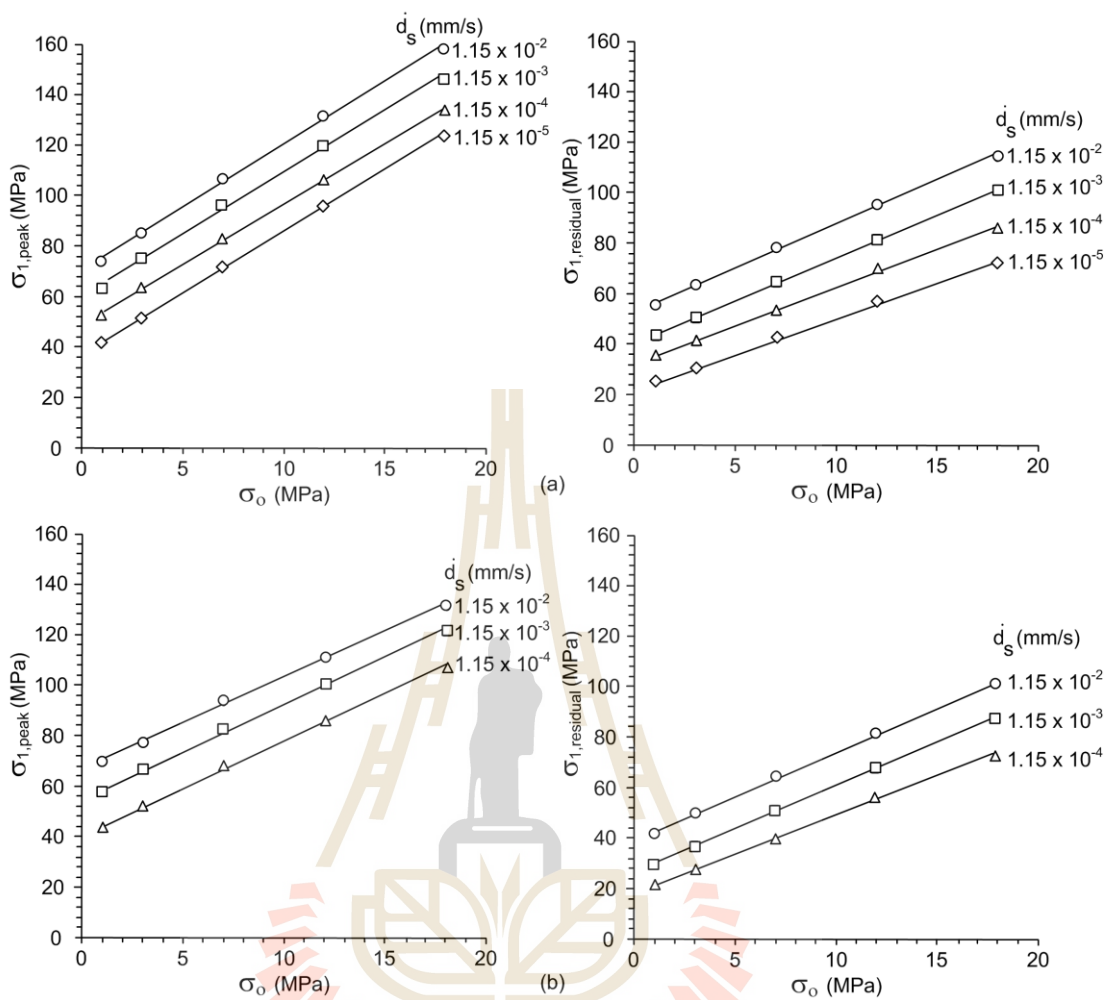 ḋs (mm/s)
160
140
120
100
80
60
40
20
0
1.15 x 10⁻²
1.15 x 10⁻³
1.15 x 10⁻⁴
1.15 x 10⁻⁵
σ1,peak (MPa)
0 5 10 15 20
σo (MPa)
160
140
120
100
80
60
40
20
0
ḋs (mm/s)
1.15 x 10⁻²
1.15 x 10⁻³
1.15 x 10⁻⁴
1.15 x 10⁻⁵
σ1,residual (MPa)
0 5 10 15 20
σo (MPa)
(a)
160
140
120
100
80
60
40
20
0
ḋs (mm/s)
1.15 x 10⁻²
1.15 x 10⁻³
1.15 x 10⁻⁴
σ1,peak (MPa)
0 5 10 15 20
σo (MPa)
160
140
120
100
80
60
40
20
0
ḋs (mm/s)
1.15 x 10⁻²
1.15 x 10⁻³
1.15 x 10⁻⁴
σ1,residual (MPa)
0 5 10 15 20
σo (MPa)
(b)